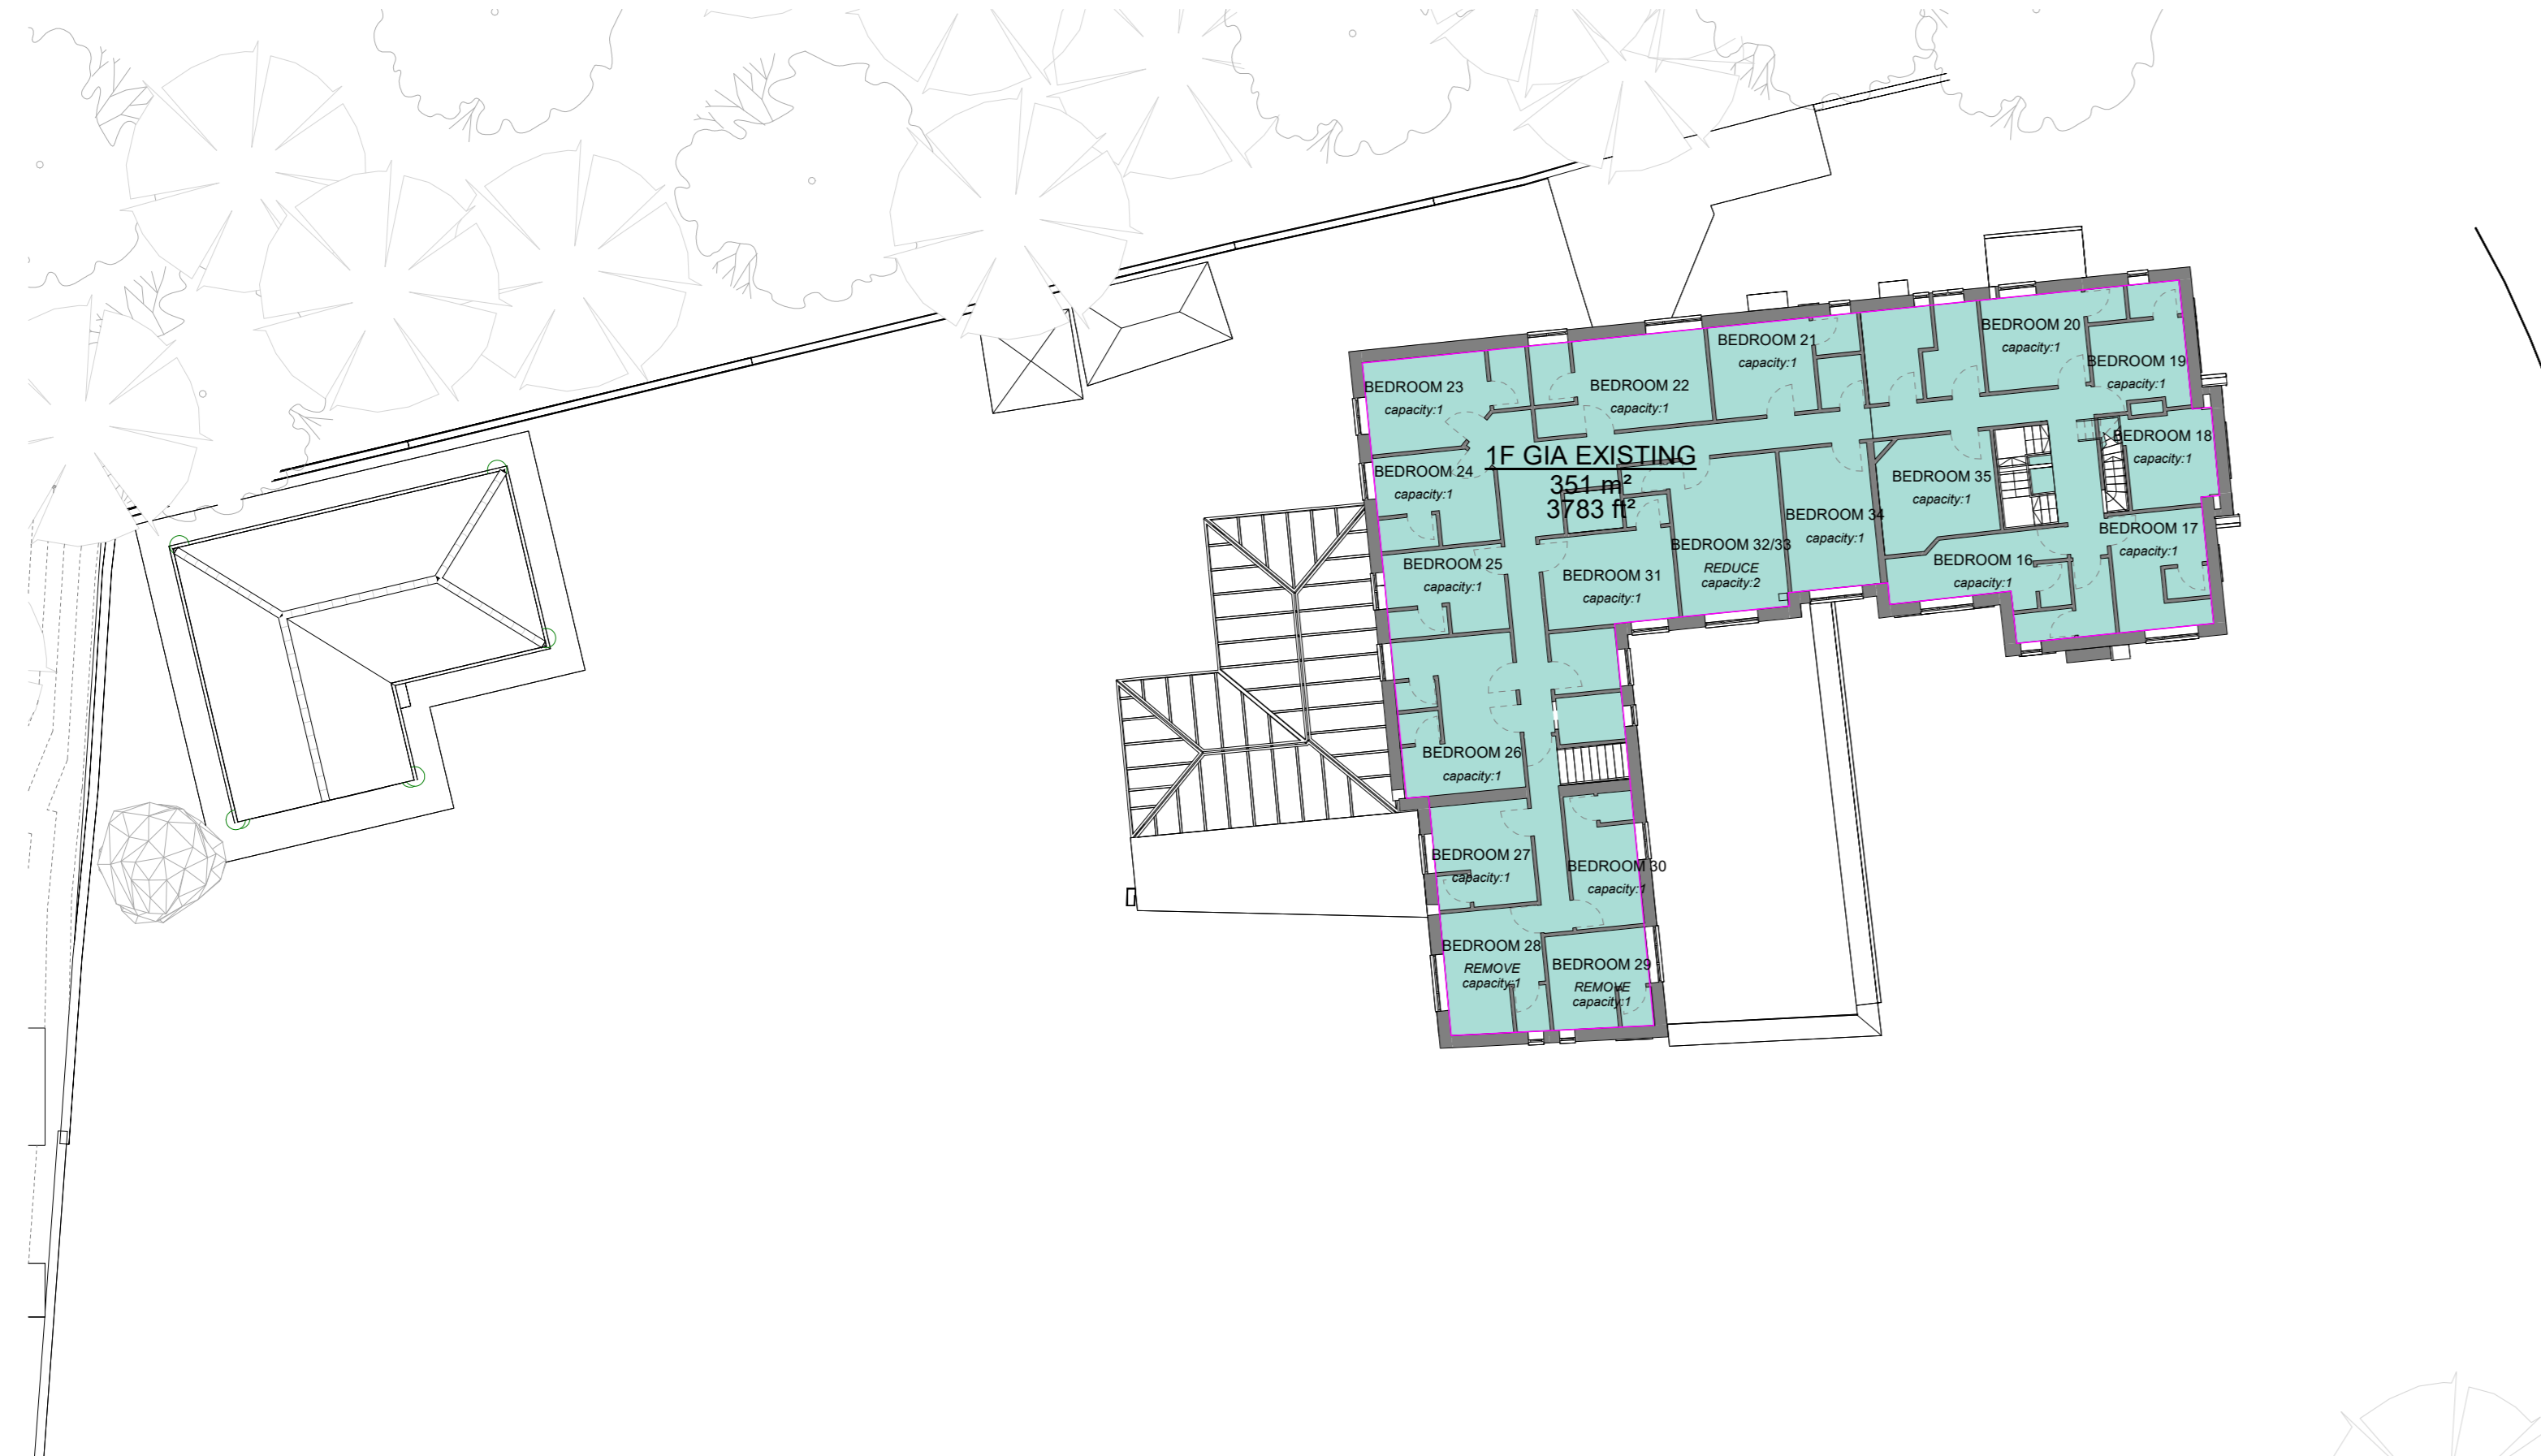 BEDROOM 20
capacity:1
BEDROOM 21
capacity:1
BEDROOM 19
capacity:1
BEDROOM 23
capacity:1
BEDROOM 22
capacity:1
BEDROOM 18
capacity:1
1F GIA EXISTING
351 m²
3783 ft²
BEDROOM 24
capacity:1
BEDROOM 35
capacity:1
BEDROOM 34
capacity:1
BEDROOM 17
capacity:1
BEDROOM 32/33
REDUCE
capacity:2
BEDROOM 16
capacity:1
BEDROOM 25
capacity:1
BEDROOM 31
capacity:1
BEDROOM 26
capacity:1
BEDROOM 27
capacity:1
BEDROOM 30
capacity:1
BEDROOM 28
REMOVE
capacity:1
BEDROOM 29
REMOVE
capacity:1